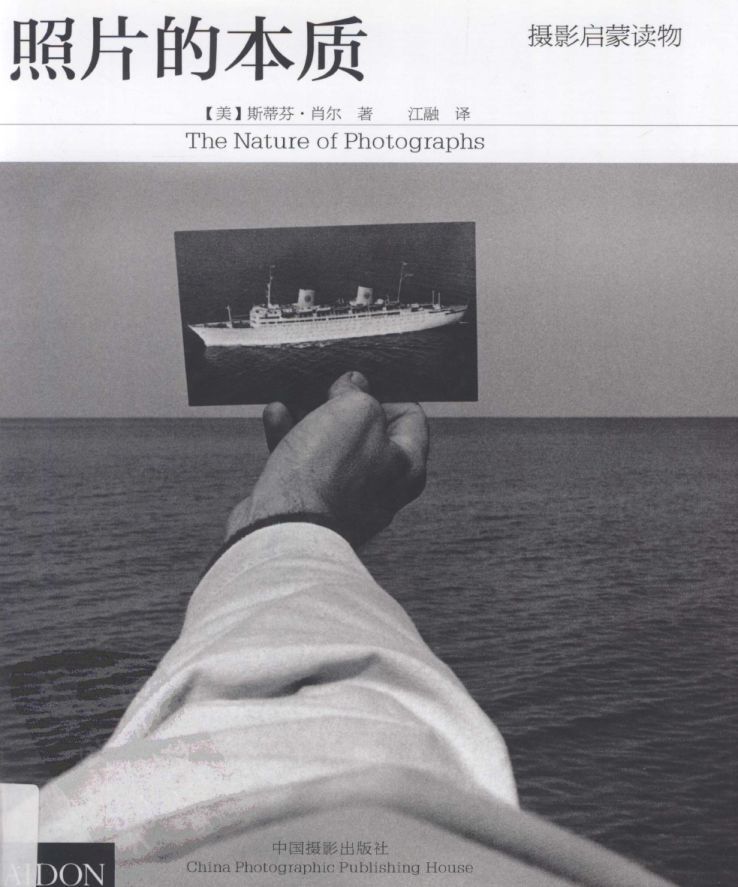 照片的本质
摄影启蒙读物
【美】斯蒂芬·肖尔 著 江融 译
The Nature of Photographs
中国摄影出版社
China Photographic Publishing House
AIDON